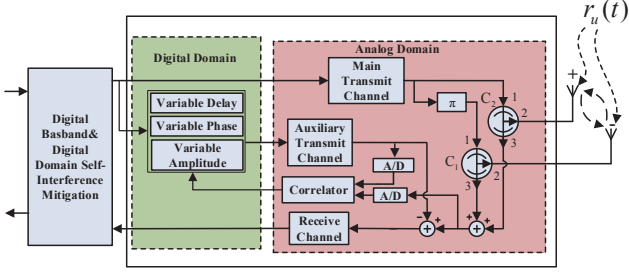 r_u(t)
Digital Domain
Analog Domain
Main
Transmit
Channel
Variable Delay
Variable Phase
Variable
Amplitude
Digital
Basband&
Digital
Domain Self-
Interference
Mitigation
Auxiliary
Transmit
Channel
π
C₂
1
2
3
+
C₁
1
2
3
-
A/D
Correlator
A/D
Receive
Channel
-
+
+
+
+
+